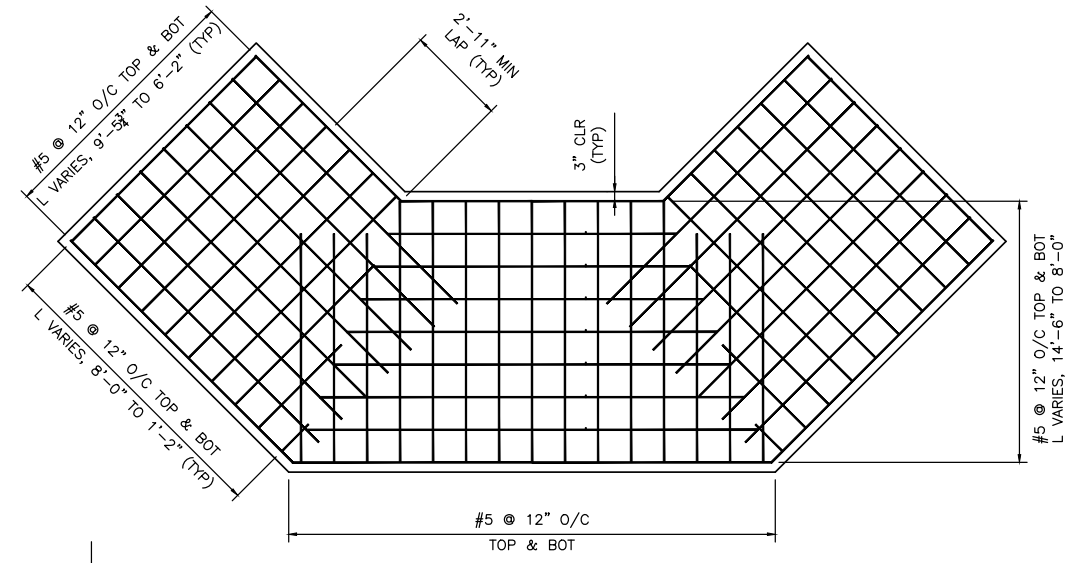 #5 @ 12" O/C TOP & BOT
L VARIES, 9'-5¾" TO 6'-2" (TYP)
2'-11" MIN
LAP (TYP)
3" CLR
(TYP)
#5 @ 12" O/C TOP & BOT
L VARIES, 8'-0" TO 1'-2" (TYP)
#5 @ 12" O/C TOP & BOT
L VARIES, 14'-6" TO 8'-0"
#5 @ 12" O/C
TOP & BOT